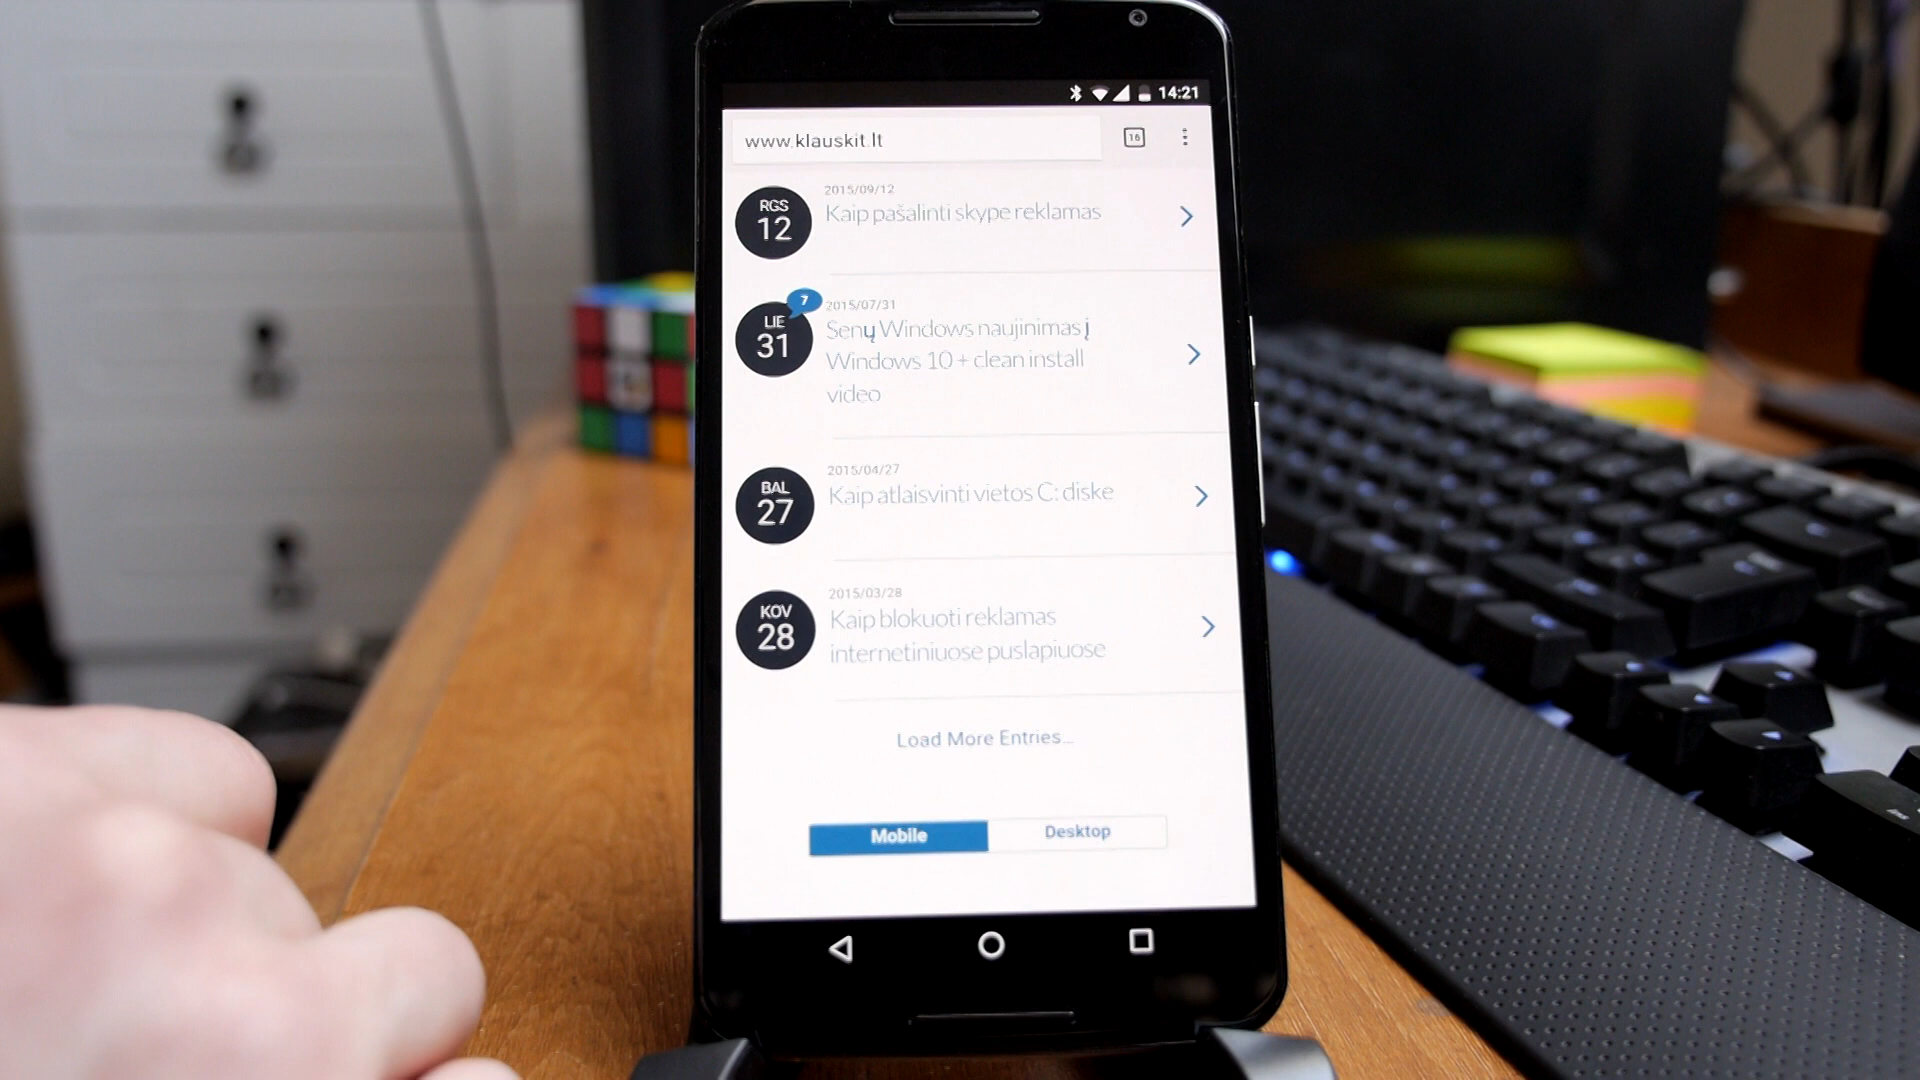 14:21
www.klauskit.lt
16
RGS
12
2015/09/12
Kaip pašalinti skype reklamas
7
LIE
31
2015/07/31
Senų Windows naujinimas į
Windows 10 + clean install
video
BAL
27
2015/04/27
Kaip atlaisvinti vietos C: diske
KOV
28
2015/03/28
Kaip blokuoti reklamas
internetiniuose puslapiuose
Load More Entries...
Mobile
Desktop